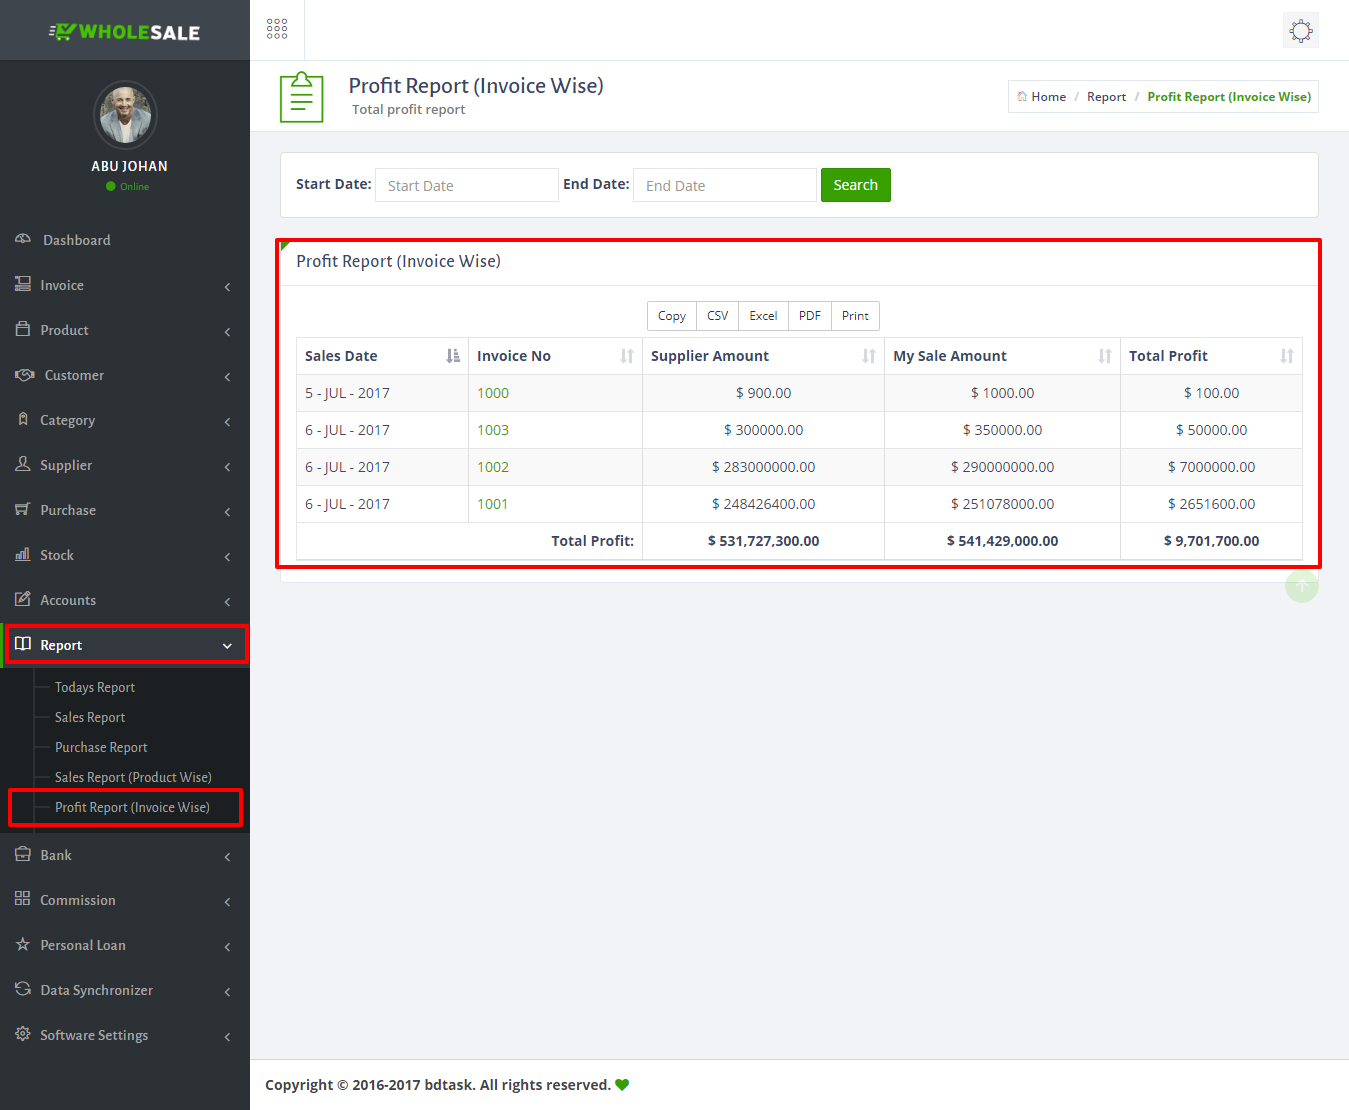 WHOLESALE
ABU JOHAN
Online
Dashboard
Invoice
Product
Customer
Category
Supplier
Purchase
Stock
Accounts
Report
Todays Report
Sales Report
Purchase Report
Sales Report (Product Wise)
Profit Report (Invoice Wise)
Bank
Commission
Personal Loan
Data Synchronizer
Software Settings
Profit Report (Invoice Wise)
Total profit report
Home / Report / Profit Report (Invoice Wise)
Start Date: Start Date End Date: End Date Search
Profit Report (Invoice Wise)
Copy CSV Excel PDF Print
Sales Date Invoice No Supplier Amount My Sale Amount Total Profit
5 - JUL - 2017 1000 $ 900.00 $ 1000.00 $ 100.00
6 - JUL - 2017 1003 $ 300000.00 $ 350000.00 $ 50000.00
6 - JUL - 2017 1002 $ 283000000.00 $ 290000000.00 $ 7000000.00
6 - JUL - 2017 1001 $ 248426400.00 $ 251078000.00 $ 2651600.00
Total Profit: $ 531,727,300.00 $ 541,429,000.00 $ 9,701,700.00
Copyright © 2016-2017 bdtask. All rights reserved.